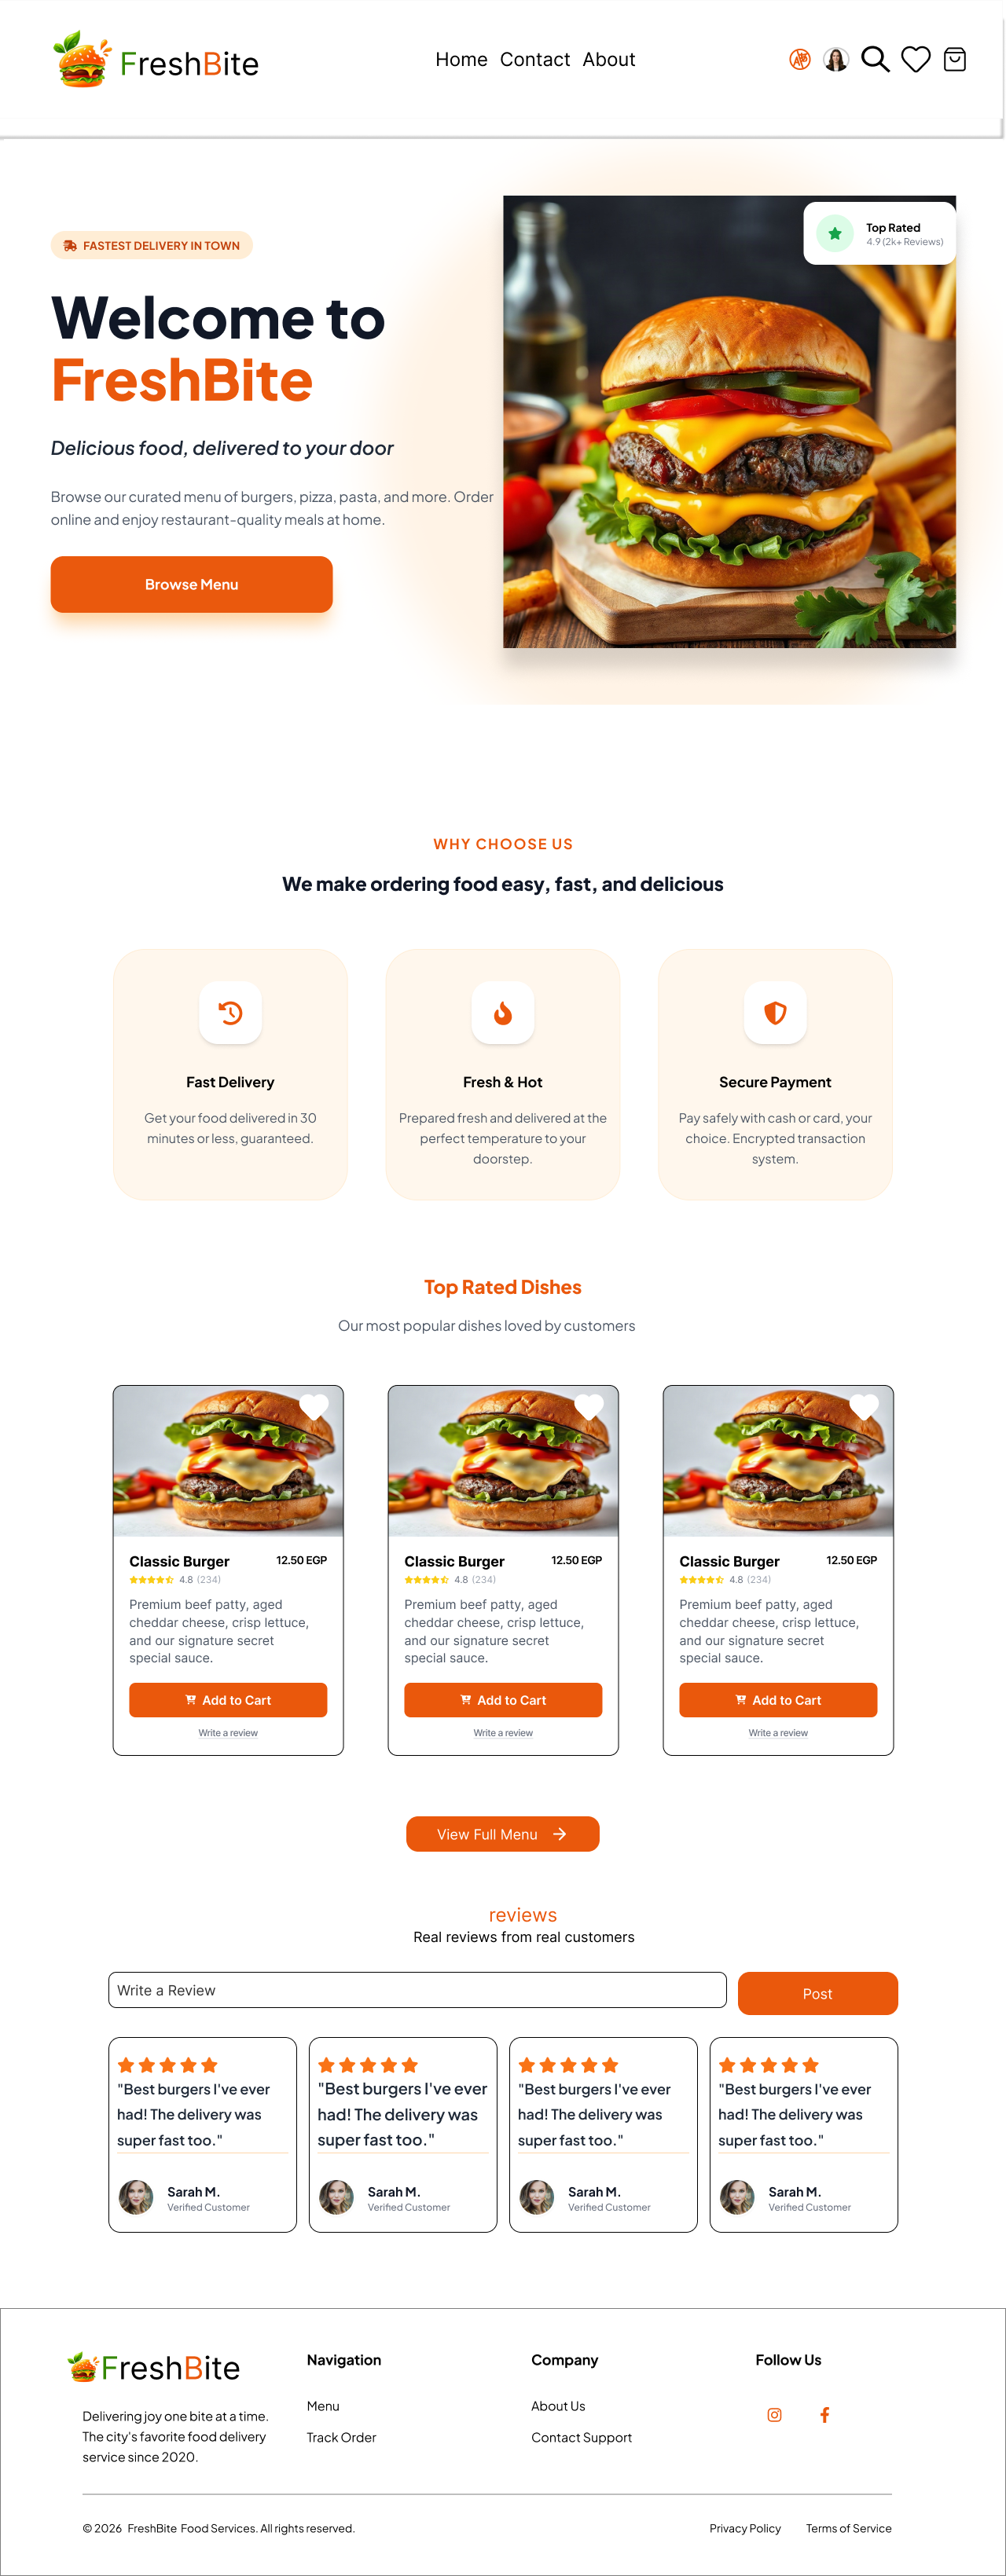 FreshBite
Home Contact About
FASTEST DELIVERY IN TOWN
Top Rated
4.9 (2k+ Reviews)
Welcome to
FreshBite
Delicious food, delivered to your door
Browse our curated menu of burgers, pizza, pasta, and more. Order
online and enjoy restaurant-quality meals at home.
Browse Menu
WHY CHOOSE US
We make ordering food easy, fast, and delicious
Fast Delivery
Get your food delivered in 30
minutes or less, guaranteed.
Fresh & Hot
Prepared fresh and delivered at the
perfect temperature to your
doorstep.
Secure Payment
Pay safely with cash or card, your
choice. Encrypted transaction
system.
Top Rated Dishes
Our most popular dishes loved by customers
Classic Burger 12.50 EGP
4.8 (234)
Premium beef patty, aged
cheddar cheese, crisp lettuce,
and our signature secret
special sauce.
Add to Cart
Write a review
Classic Burger 12.50 EGP
4.8 (234)
Premium beef patty, aged
cheddar cheese, crisp lettuce,
and our signature secret
special sauce.
Add to Cart
Write a review
Classic Burger 12.50 EGP
4.8 (234)
Premium beef patty, aged
cheddar cheese, crisp lettuce,
and our signature secret
special sauce.
Add to Cart
Write a review
View Full Menu
reviews
Real reviews from real customers
Write a Review
Post
"Best burgers I've ever
had! The delivery was
super fast too."
Sarah M.
Verified Customer
"Best burgers I've ever
had! The delivery was
super fast too."
Sarah M.
Verified Customer
"Best burgers I've ever
had! The delivery was
super fast too."
Sarah M.
Verified Customer
"Best burgers I've ever
had! The delivery was
super fast too."
Sarah M.
Verified Customer
FreshBite
Delivering joy one bite at a time.
The city's favorite food delivery
service since 2020.
Navigation
Menu
Track Order
Company
About Us
Contact Support
Follow Us
© 2026 FreshBite Food Services. All rights reserved.
Privacy Policy Terms of Service